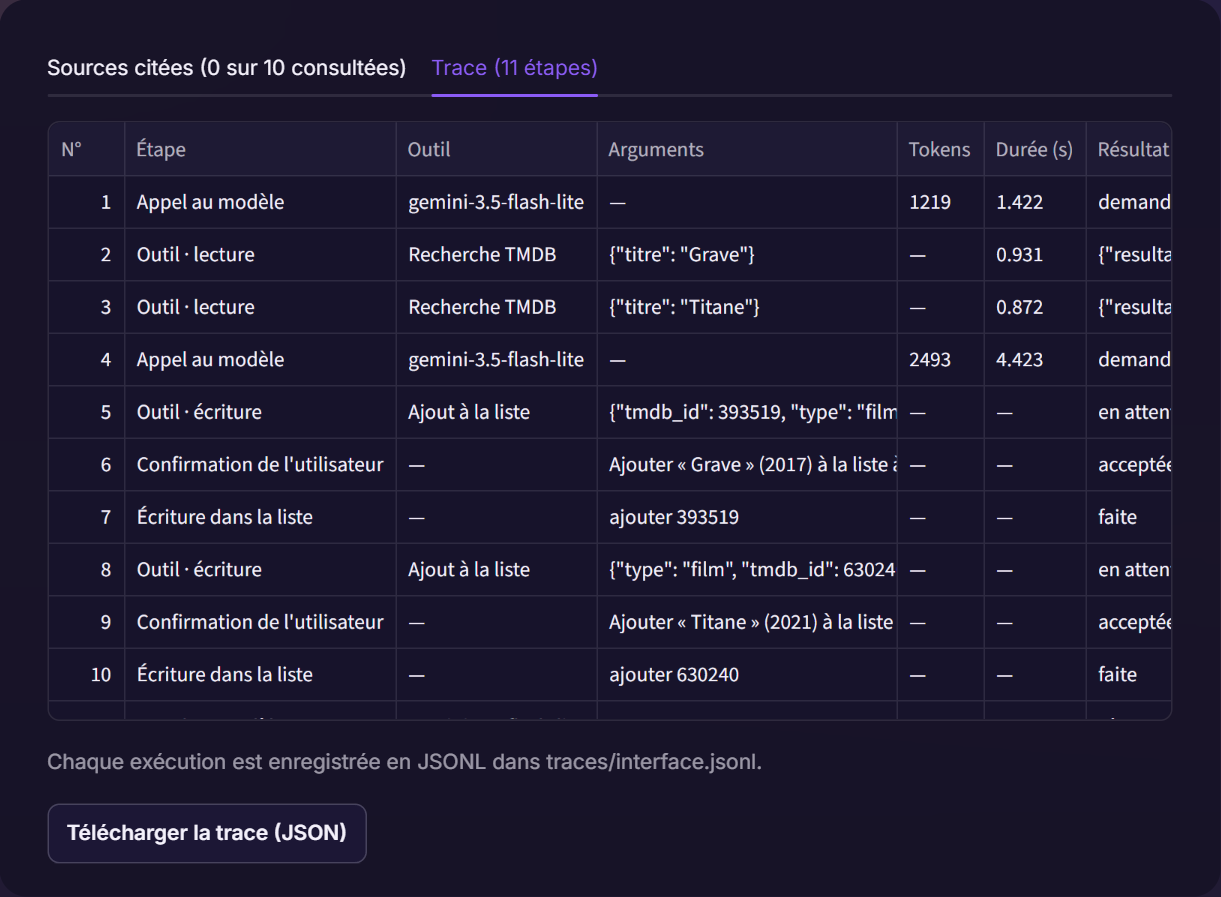 Sources citées (0 sur 10 consultées) Trace (11 étapes)
N° Étape Outil Arguments Tokens Durée (s) Résultat
1 Appel au modèle gemini-3.5-flash-lite — 1219 1.422 demand
2 Outil · lecture Recherche TMDB {"titre": "Grave"} — 0.931 {"resulta
3 Outil · lecture Recherche TMDB {"titre": "Titane"} — 0.872 {"resulta
4 Appel au modèle gemini-3.5-flash-lite — 2493 4.423 demand
5 Outil · écriture Ajout à la liste {"tmdb_id": 393519, "type": "film — — en atten
6 Confirmation de l'utilisateur — Ajouter « Grave » (2017) à la liste à — — acceptée
7 Écriture dans la liste — ajouter 393519 — — faite
8 Outil · écriture Ajout à la liste {"type": "film", "tmdb_id": 63024 — — en atten
9 Confirmation de l'utilisateur — Ajouter « Titane » (2021) à la liste — — acceptée
10 Écriture dans la liste — ajouter 630240 — — faite
Chaque exécution est enregistrée en JSONL dans traces/interface.jsonl.
Télécharger la trace (JSON)